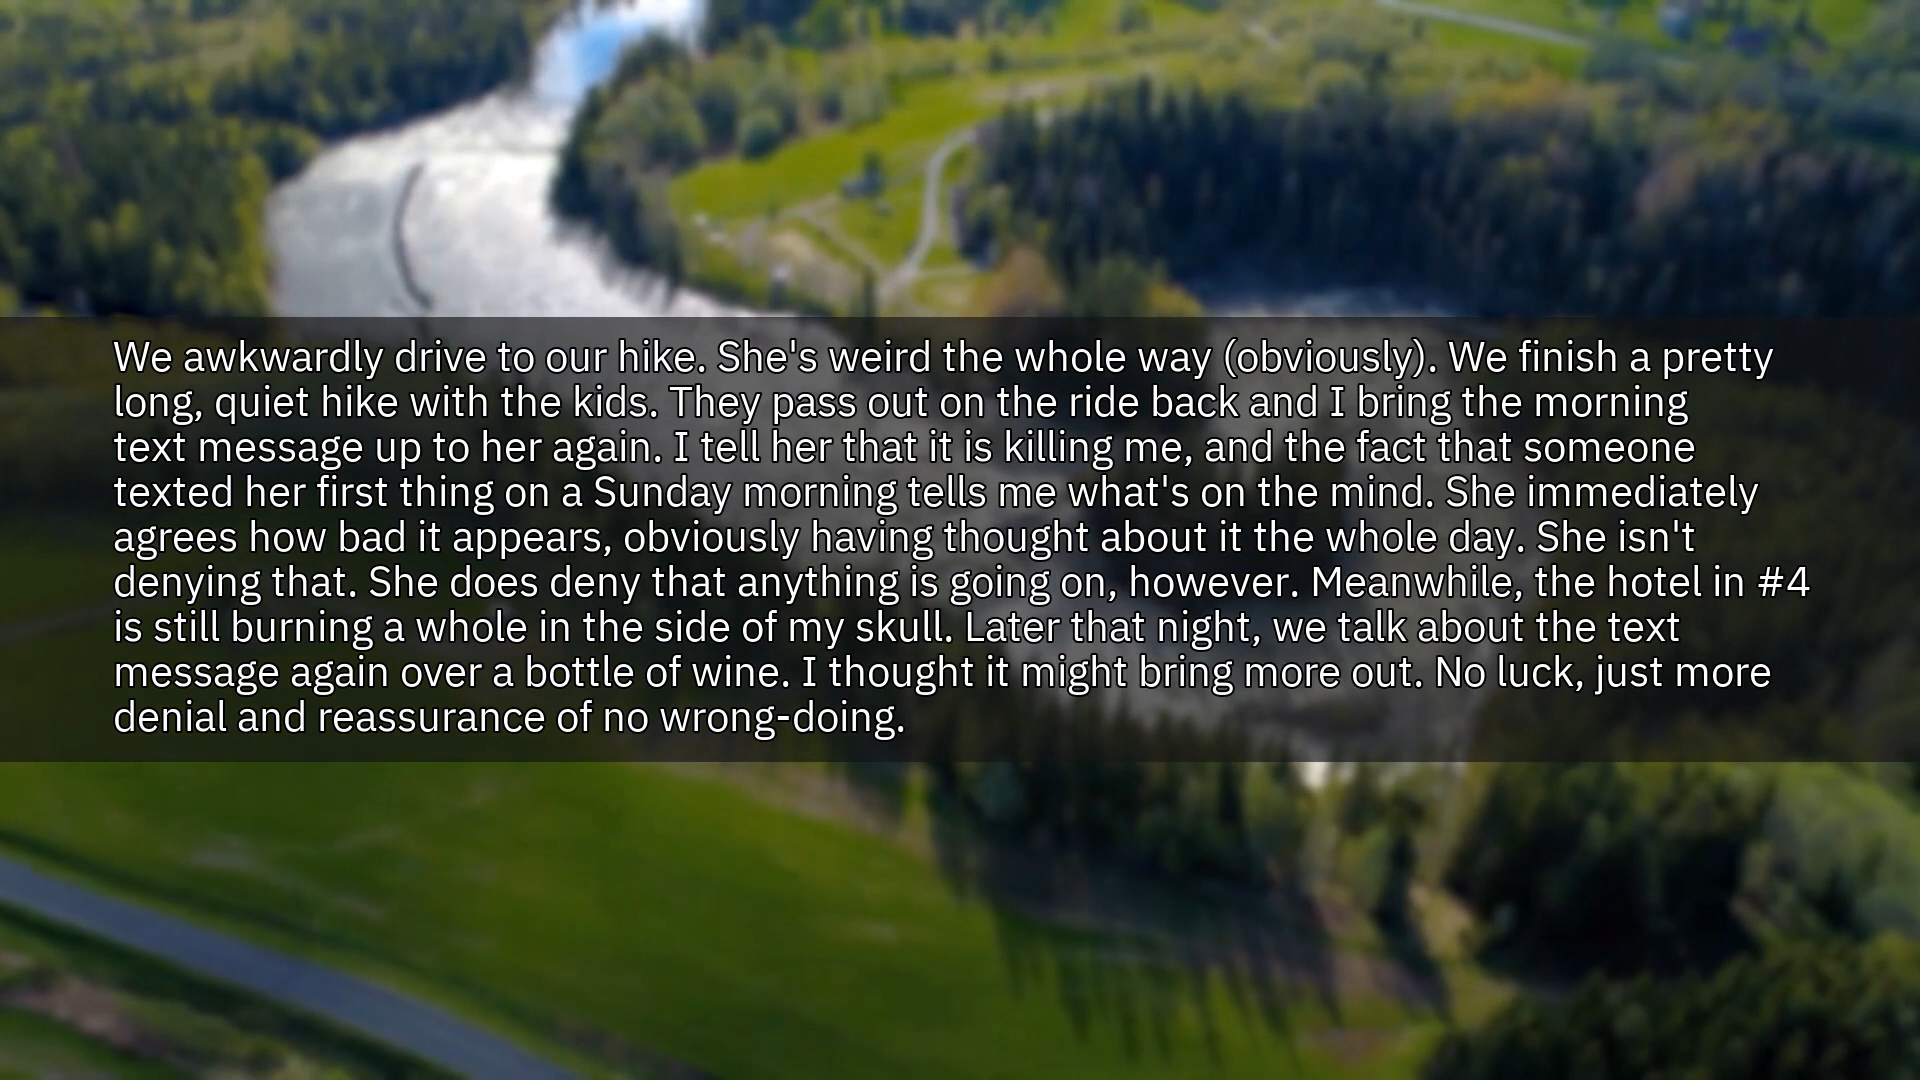 We awkwardly drive to our hike. She's weird the whole way (obviously). We finish a pretty
long, quiet hike with the kids. They pass out on the ride back and I bring the morning
text message up to her again. I tell her that it is killing me, and the fact that someone
texted her first thing on a Sunday morning tells me what's on the mind. She immediately
agrees how bad it appears, obviously having thought about it the whole day. She isn't
denying that. She does deny that anything is going on, however. Meanwhile, the hotel in #4
is still burning a whole in the side of my skull. Later that night, we talk about the text
message again over a bottle of wine. I thought it might bring more out. No luck, just more
denial and reassurance of no wrong-doing.